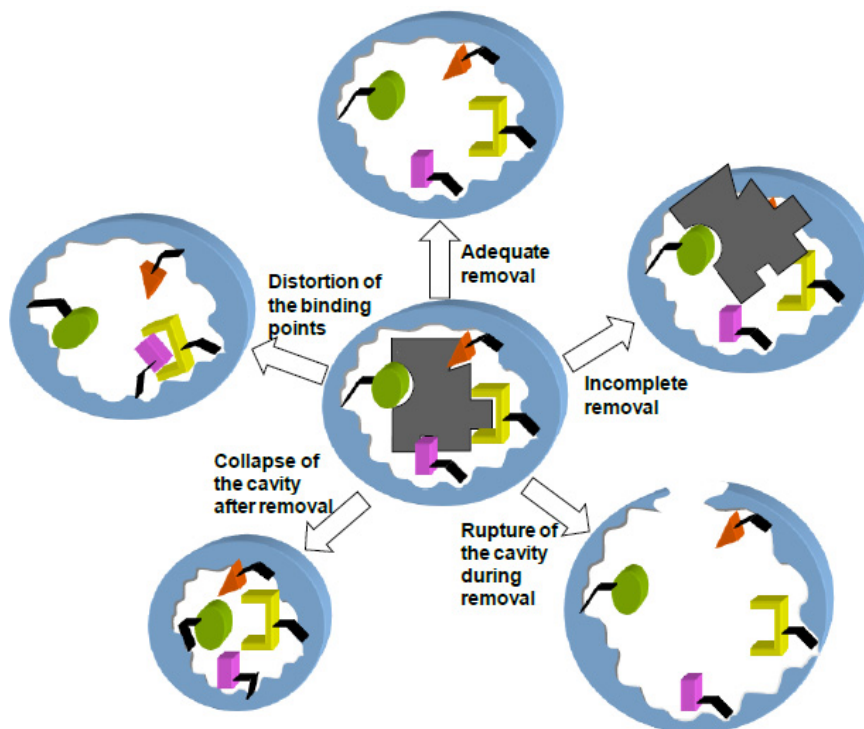 Adequate
removal
Distortion of
the binding
points
Incomplete
removal
Collapse of
the cavity
after removal
Rupture of
the cavity
during
removal